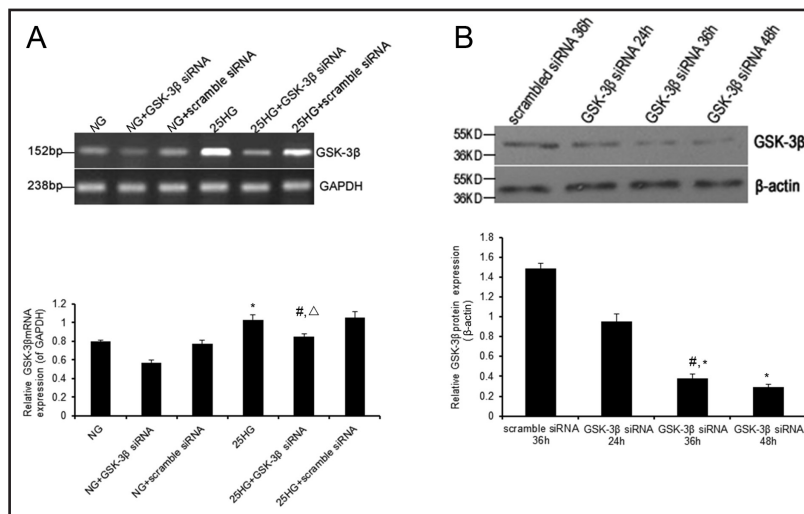 A
NG
NG+GSK-3β siRNA
NG+scramble siRNA
25HG
25HG+GSK-3β siRNA
25HG+scramble siRNA
152bp
GSK-3β
238bp
GAPDH
Relative GSK-3βmRNA
expression (of GAPDH)
1.2
1
0.8
0.6
0.4
0.2
0
*
#,△
NG
NG+GSK-3β siRNA
NG+scramble siRNA
25HG
25HG+GSK-3β siRNA
25HG+scramble siRNA
B
scrambled siRNA 36h
GSK-3β siRNA 24h
GSK-3β siRNA 36h
GSK-3β siRNA 48h
55KD
36KD
GSK-3β
55KD
36KD
β-actin
Relative GSK-3β protein expression
(β-actin)
1.8
1.6
1.4
1.2
1
0.8
0.6
0.4
0.2
0
#,*
*
scramble siRNA
36h
GSK-3β siRNA
24h
GSK-3β siRNA
36h
GSK-3β siRNA
48h